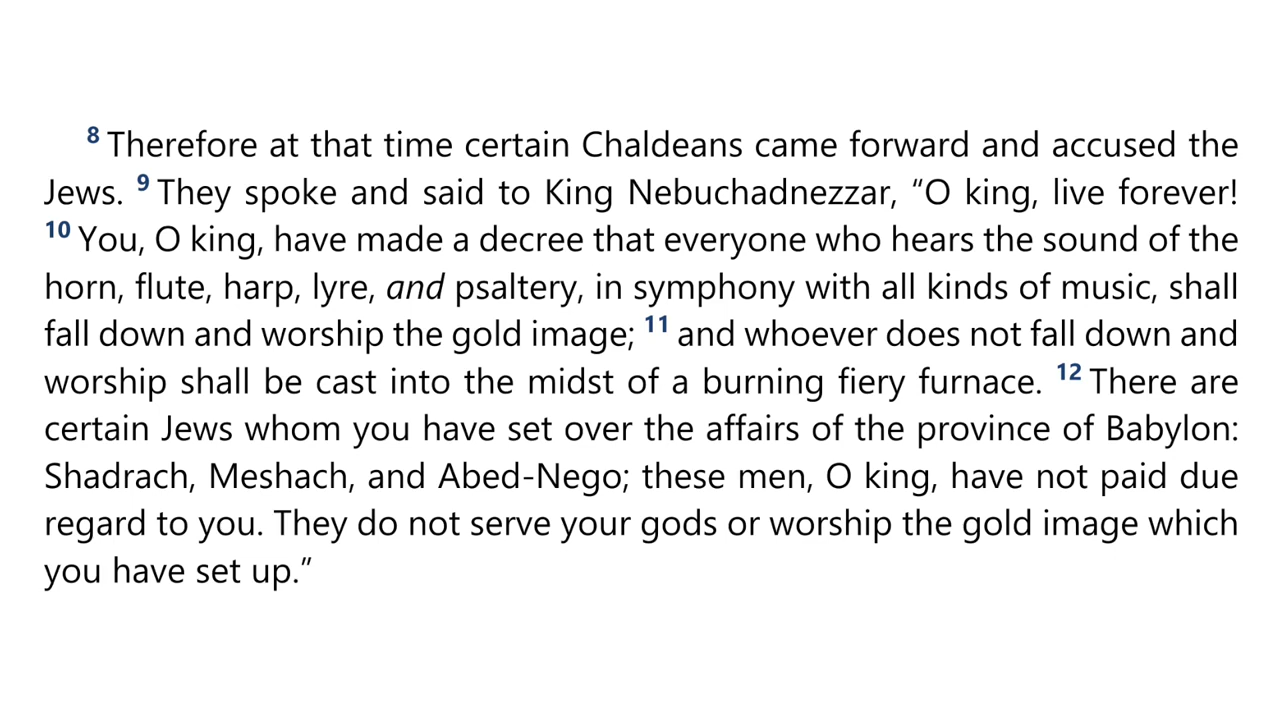 8 Therefore at that time certain Chaldeans came forward and accused the
Jews. 9 They spoke and said to King Nebuchadnezzar, “O king, live forever!
10 You, O king, have made a decree that everyone who hears the sound of the
horn, flute, harp, lyre, and psaltery, in symphony with all kinds of music, shall
fall down and worship the gold image; 11 and whoever does not fall down and
worship shall be cast into the midst of a burning fiery furnace. 12 There are
certain Jews whom you have set over the affairs of the province of Babylon:
Shadrach, Meshach, and Abed-Nego; these men, O king, have not paid due
regard to you. They do not serve your gods or worship the gold image which
you have set up.”